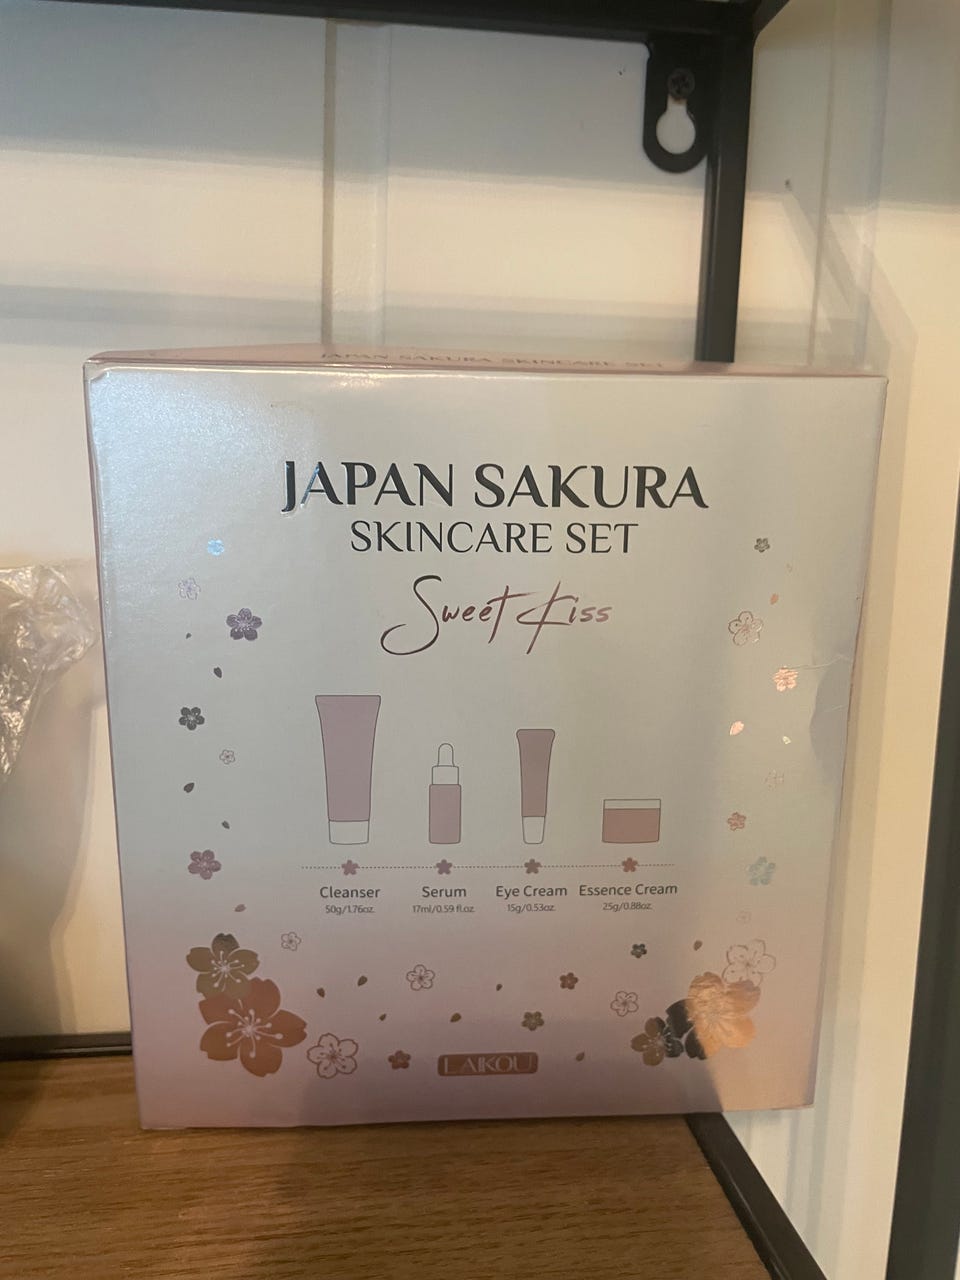 JAPAN SAKURA SKINCARE SET
JAPAN SAKURA
SKINCARE SET
Sweet Kiss
Cleanser Serum Eye Cream Essence Cream
50g/1.76oz. 17ml/0.59 fl.oz. 15g/0.53oz. 25g/0.88oz.
LAIKOU